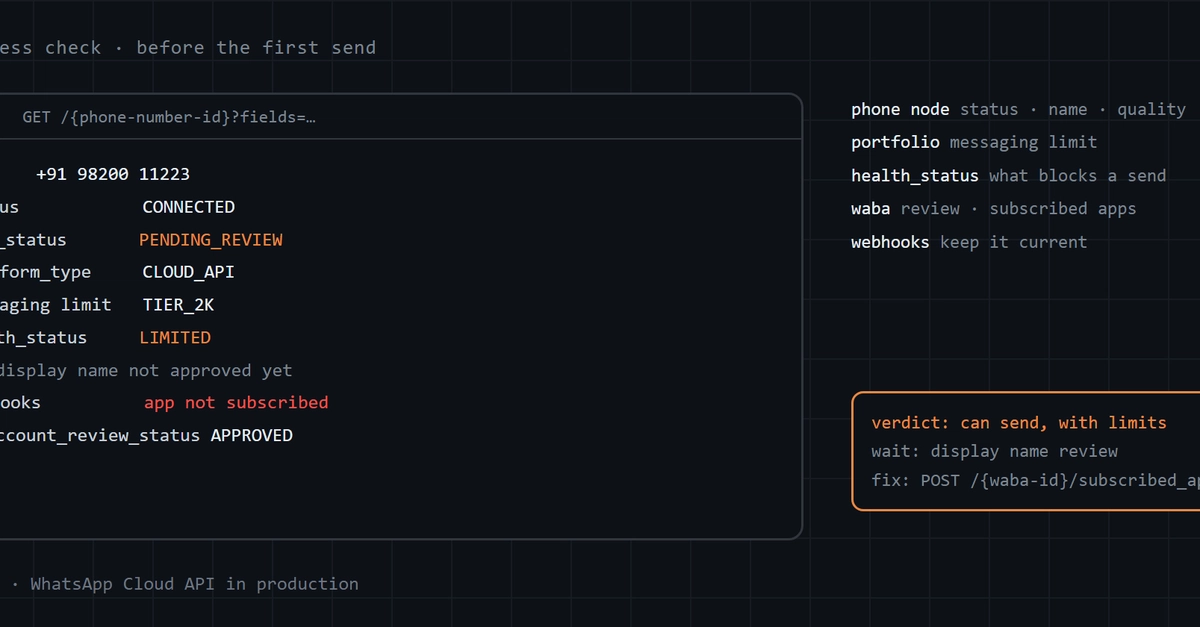 ess check · before the first send
GET /{phone-number-id}?fields=…
+91 98200 11223
us CONNECTED
_status PENDING_REVIEW
form_type CLOUD_API
aging limit TIER_2K
th_status LIMITED
display name not approved yet
ooks app not subscribed
ccount_review_status APPROVED
phone node status · name · quality
portfolio messaging limit
health_status what blocks a send
waba review · subscribed apps
webhooks keep it current
verdict: can send, with limits
wait: display name review
fix: POST /{waba-id}/subscribed_ap
· WhatsApp Cloud API in production